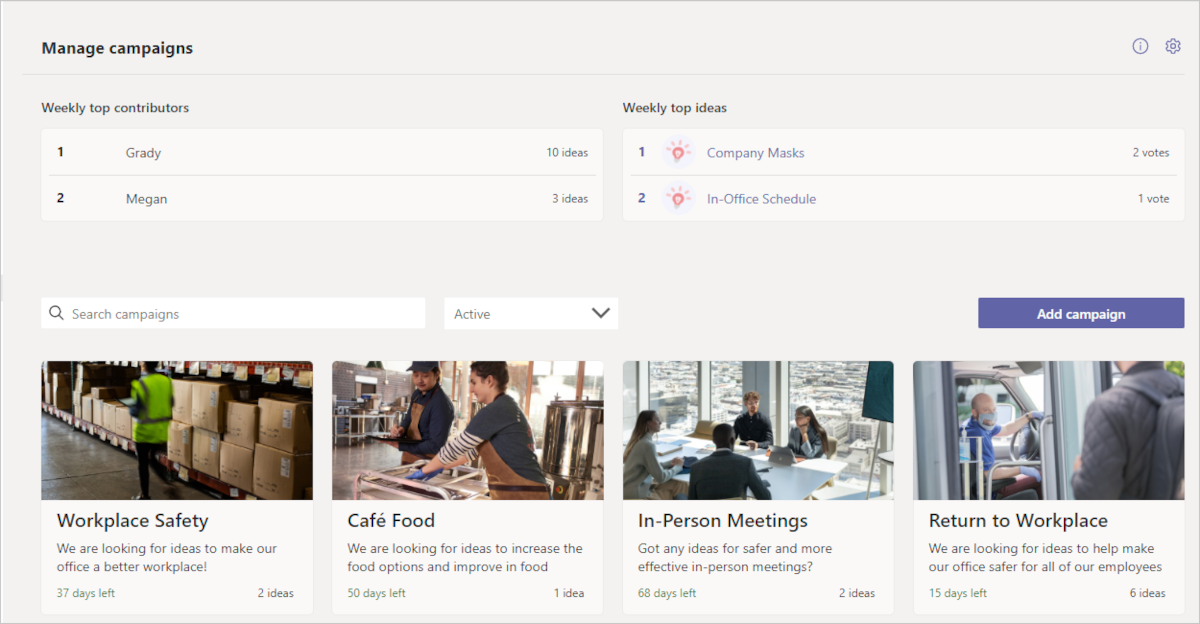 Manage campaigns
Weekly top contributors
1 Grady 10 ideas
2 Megan 3 ideas
Weekly top ideas
1 Company Masks 2 votes
2 In-Office Schedule 1 vote
Search campaigns
Active
Add campaign
Workplace Safety
We are looking for ideas to make our
office a better workplace!
37 days left 2 ideas
Café Food
We are looking for ideas to increase the
food options and improve in food
50 days left 1 idea
In-Person Meetings
Got any ideas for safer and more
effective in-person meetings?
68 days left 2 ideas
Return to Workplace
We are looking for ideas to help make
our office safer for all of our employees
15 days left 6 ideas